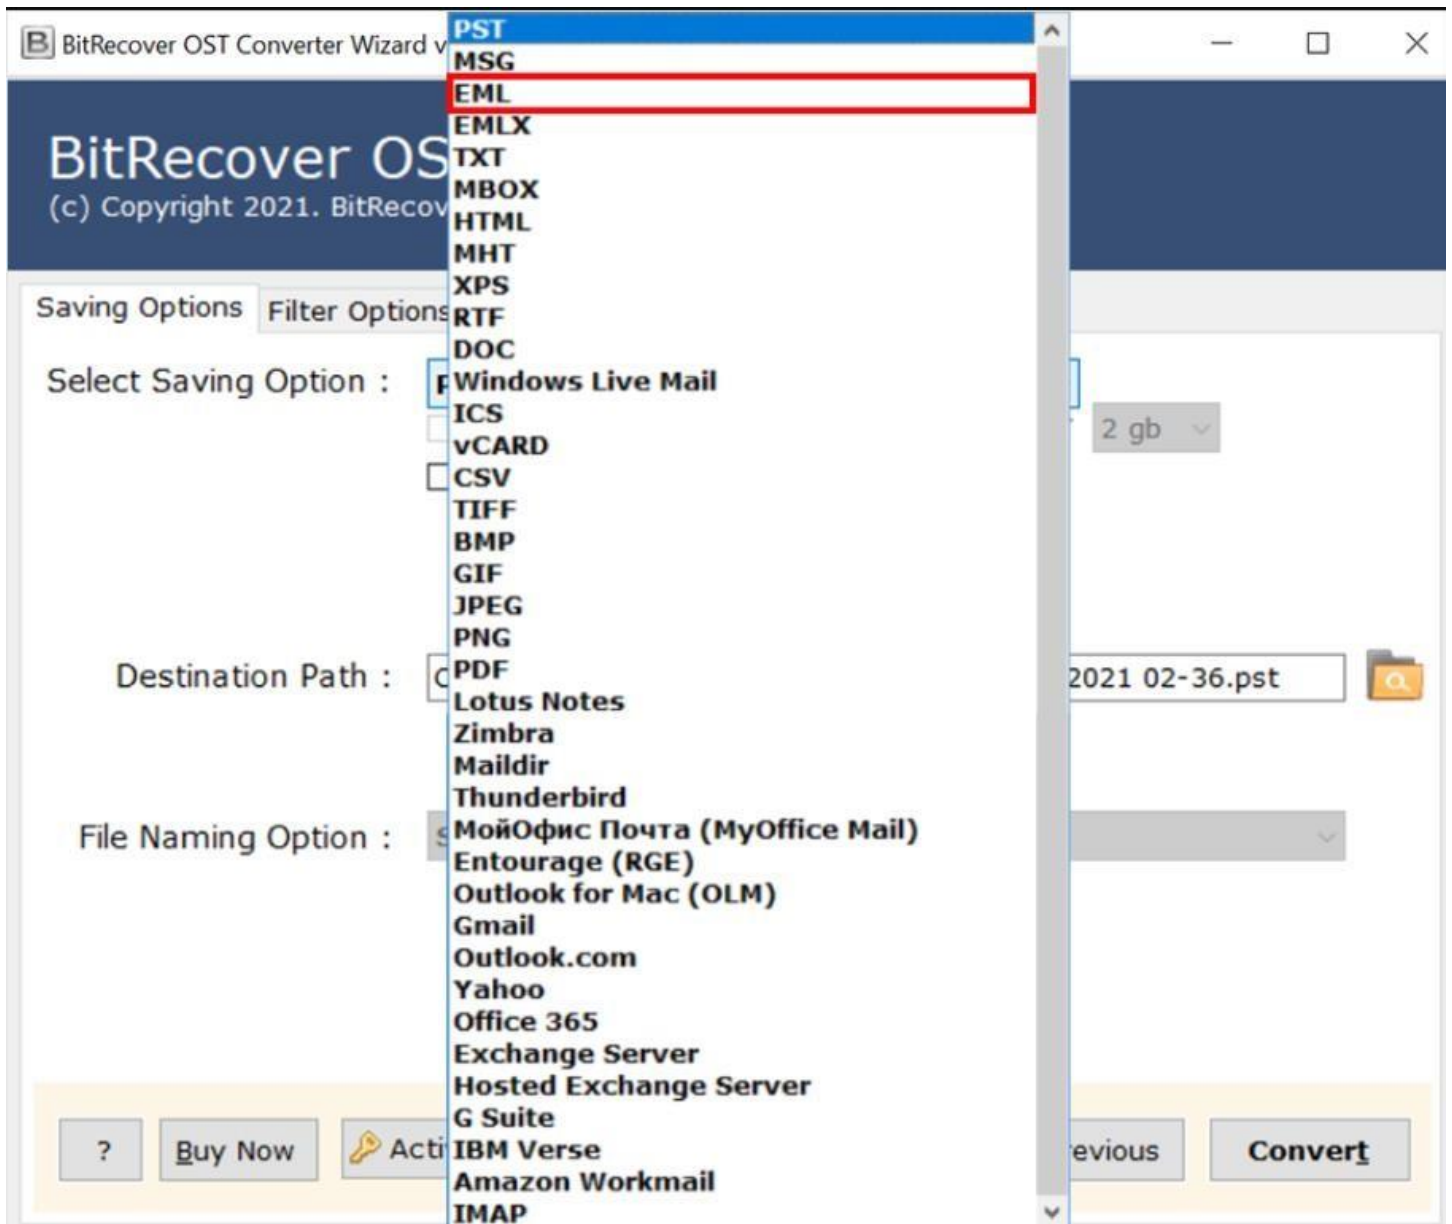 BitRecover OST Converter Wizard v
BitRecover OS
(c) Copyright 2021. BitRecov
Saving Options
Filter Options
Select Saving Option :
PST
MSG
EML
EMLX
TXT
MBOX
HTML
MHT
XPS
RTF
DOC
Windows Live Mail
ICS
vCARD
CSV
TIFF
BMP
GIF
JPEG
PNG
PDF
Lotus Notes
Zimbra
Maildir
Thunderbird
МойОфис Почта (MyOffice Mail)
Entourage (RGE)
Outlook for Mac (OLM)
Gmail
Outlook.com
Yahoo
Office 365
Exchange Server
Hosted Exchange Server
G Suite
IBM Verse
Amazon Workmail
IMAP
2 gb
Destination Path :
2021 02-36.pst
File Naming Option :
?
Buy Now
Acti
evious
Convert